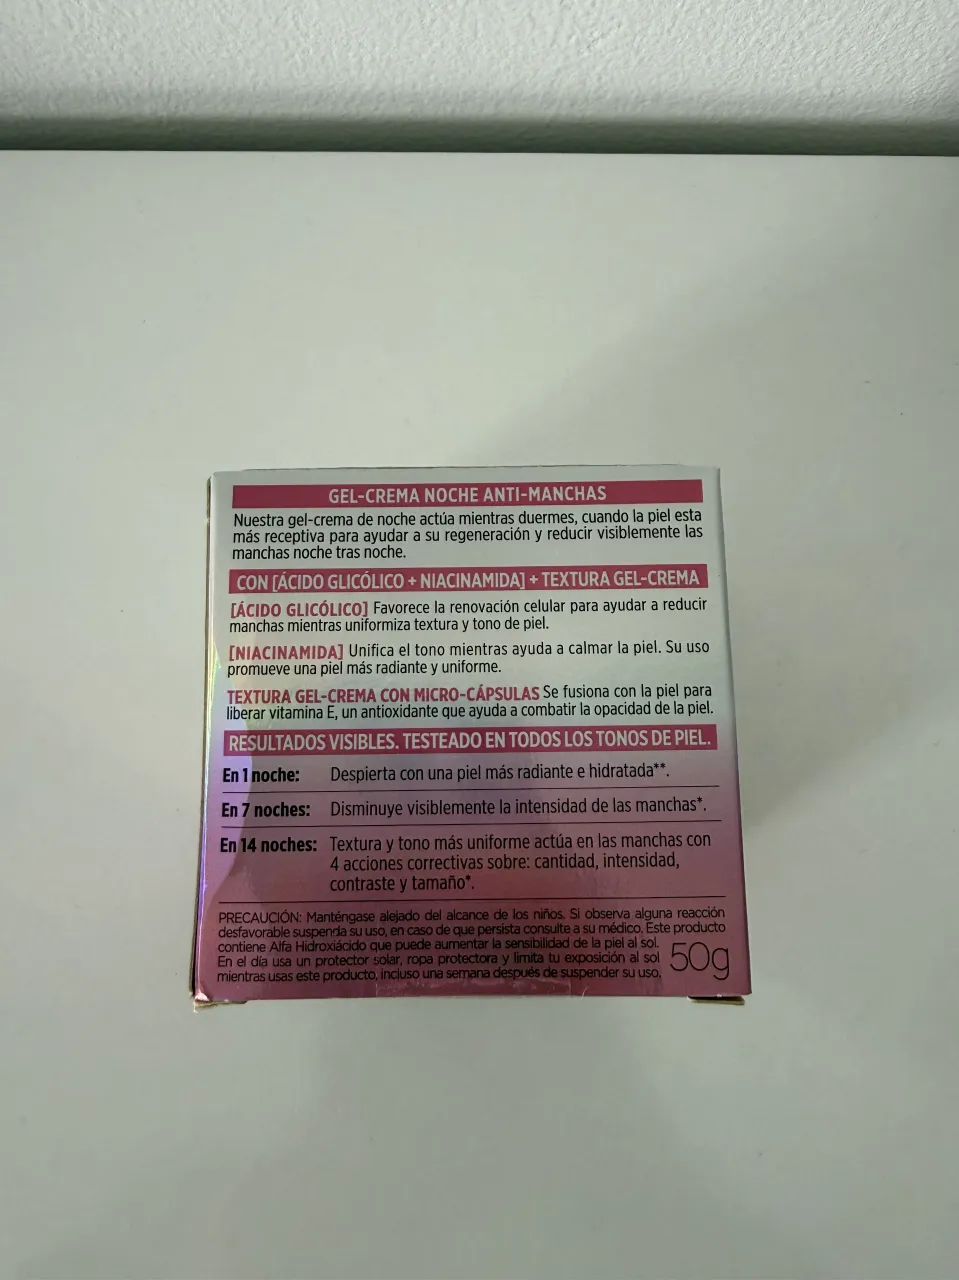 GEL-CREMA NOCHE ANTI-MANCHAS
Nuestra gel-crema de noche actúa mientras duermes, cuando la piel esta
más receptiva para ayudar a su regeneración y reducir visiblemente las
manchas noche tras noche.
CON [ÁCIDO GLICÓLICO + NIACINAMIDA] + TEXTURA GEL-CREMA
[ÁCIDO GLICÓLICO] Favorece la renovación celular para ayudar a reducir
manchas mientras uniformiza textura y tono de piel.
[NIACINAMIDA] Unifica el tono mientras ayuda a calmar la piel. Su uso
promueve una piel más radiante y uniforme.
TEXTURA GEL-CREMA CON MICRO-CÁPSULAS Se fusiona con la piel para
liberar vitamina E, un antioxidante que ayuda a combatir la opacidad de la piel.
RESULTADOS VISIBLES. TESTEADO EN TODOS LOS TONOS DE PIEL.
En 1 noche: Despierta con una piel más radiante e hidratada**.
En 7 noches: Disminuye visiblemente la intensidad de las manchas*.
En 14 noches: Textura y tono más uniforme actúa en las manchas con
4 acciones correctivas sobre: cantidad, intensidad,
contraste y tamaño*.
PRECAUCIÓN: Manténgase alejado del alcance de los niños. Si observa alguna reacción
desfavorable suspenda su uso, en caso de que persista consulte a su médico. Este producto
contiene Alfa Hidroxiácido que puede aumentar la sensibilidad de la piel al sol.
En el día usa un protector solar, ropa protectora y limita tu exposición al sol
mientras usas este producto, incluso una semana después de suspender su uso.
50g